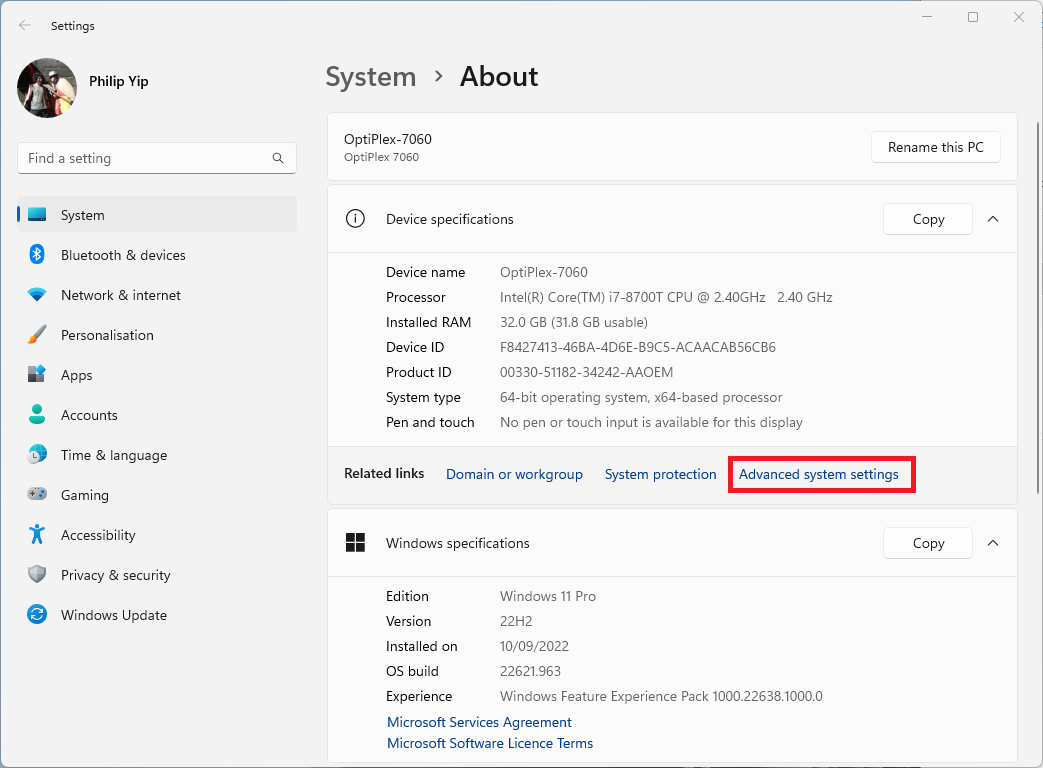 Settings
Philip Yip
Find a setting
System
Bluetooth & devices
Network & internet
Personalisation
Apps
Accounts
Time & language
Gaming
Accessibility
Privacy & security
Windows Update
System > About
OptiPlex-7060
OptiPlex 7060
Rename this PC
Device specifications
Copy
Device name OptiPlex-7060
Processor Intel(R) Core(TM) i7-8700T CPU @ 2.40GHz 2.40 GHz
Installed RAM 32.0 GB (31.8 GB usable)
Device ID F8427413-46BA-4D6E-B9C5-ACAACAB56CB6
Product ID 00330-51182-34242-AAOEM
System type 64-bit operating system, x64-based processor
Pen and touch No pen or touch input is available for this display
Related links Domain or workgroup System protection Advanced system settings
Windows specifications
Copy
Edition Windows 11 Pro
Version 22H2
Installed on 10/09/2022
OS build 22621.963
Experience Windows Feature Experience Pack 1000.22638.1000.0
Microsoft Services Agreement
Microsoft Software Licence Terms